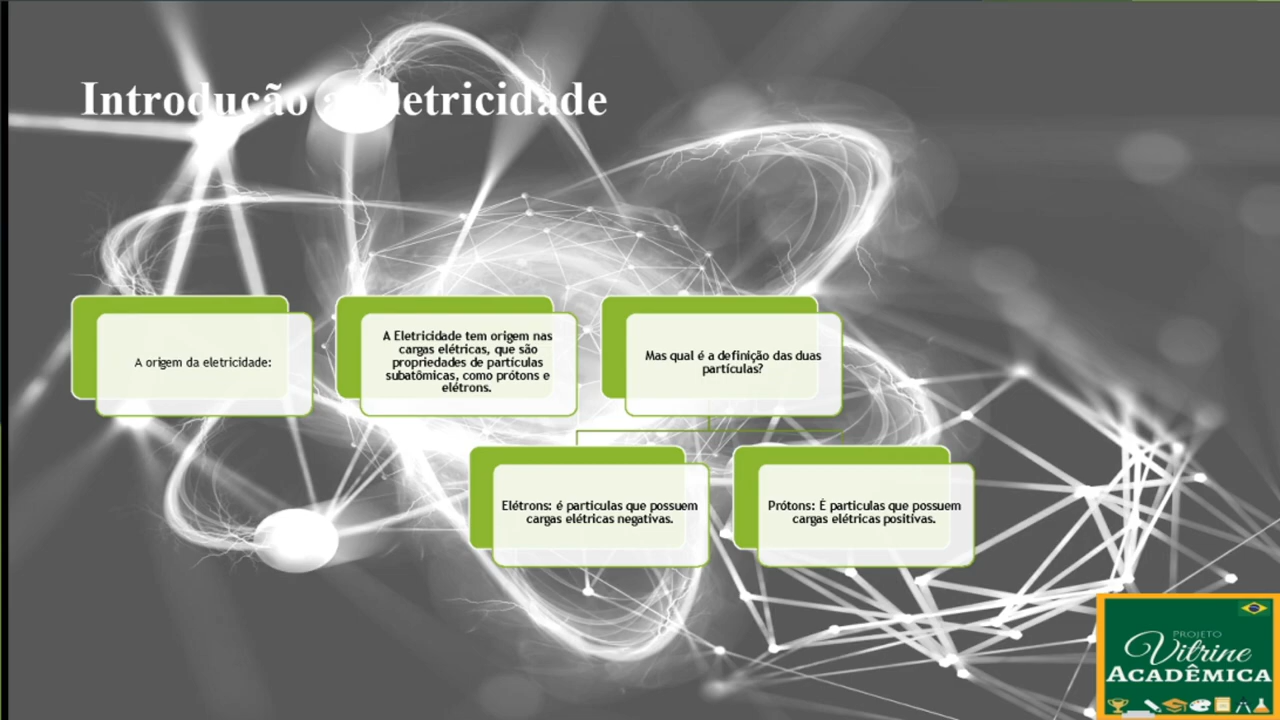 Introdução a Eletricidade
A origem da eletricidade:
A Eletricidade tem origem nas
cargas elétricas, que são
propriedades de partículas
subatômicas, como prótons e
elétrons.
Mas qual é a definição das duas
partículas?
Elétrons: é particulas que possuem
cargas elétricas negativas.
Prótons: É particulas que possuem
cargas elétricas positivas.
PROJETO
Vitrine
ACADÊMICA